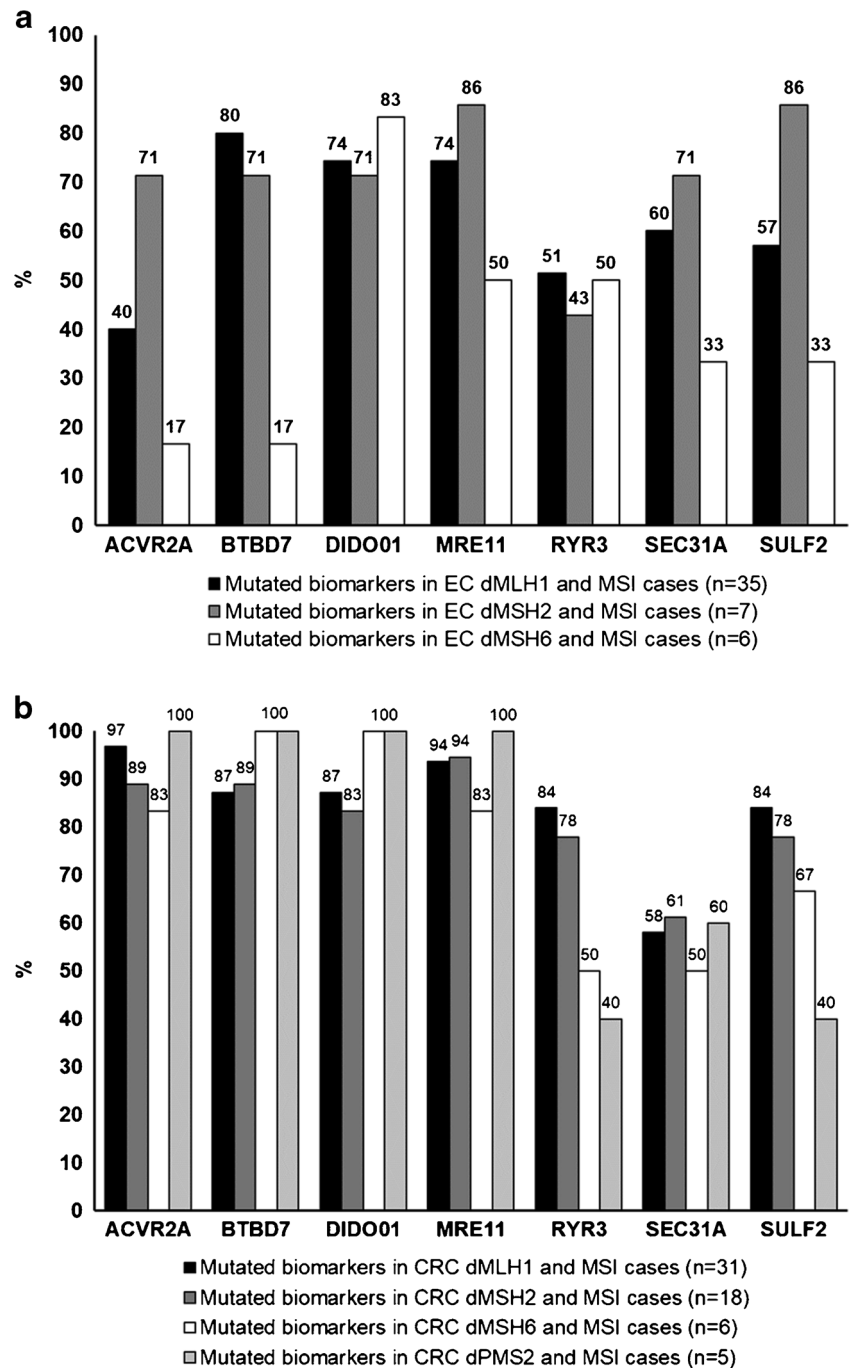 a
100
90
80
70
60
50
40
30
20
10
0
%
40 71 17
80 71 17
74 71 83
74 86 50
51 43 50
60 71 33
57 86 33
ACVR2A BTBD7 DIDO01 MRE11 RYR3 SEC31A SULF2
Mutated biomarkers in EC dMLH1 and MSI cases (n=35)
Mutated biomarkers in EC dMSH2 and MSI cases (n=7)
Mutated biomarkers in EC dMSH6 and MSI cases (n=6)
b
100
90
80
70
60
50
40
30
20
10
0
%
97 89 83 100
87 89 100
87 83 100
94 94 83 100
84 78 50 40
58 61 50 60
84 78 67 40
ACVR2A BTBD7 DIDO01 MRE11 RYR3 SEC31A SULF2
Mutated biomarkers in CRC dMLH1 and MSI cases (n=31)
Mutated biomarkers in CRC dMSH2 and MSI cases (n=18)
Mutated biomarkers in CRC dMSH6 and MSI cases (n=6)
Mutated biomarkers in CRC dPMS2 and MSI cases (n=5)